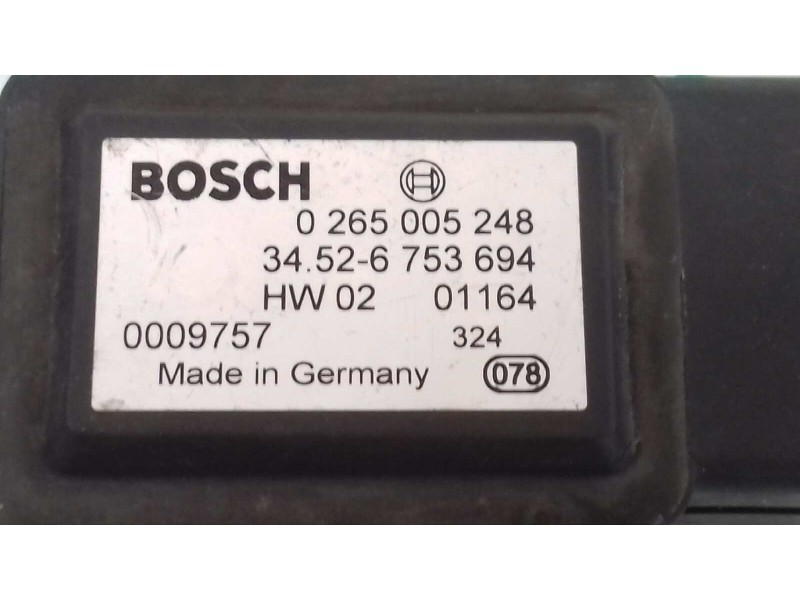 BOSCH
0 265 005 248
34.52-6 753 694
HW 02 01164
0009757 324
Made in Germany 078